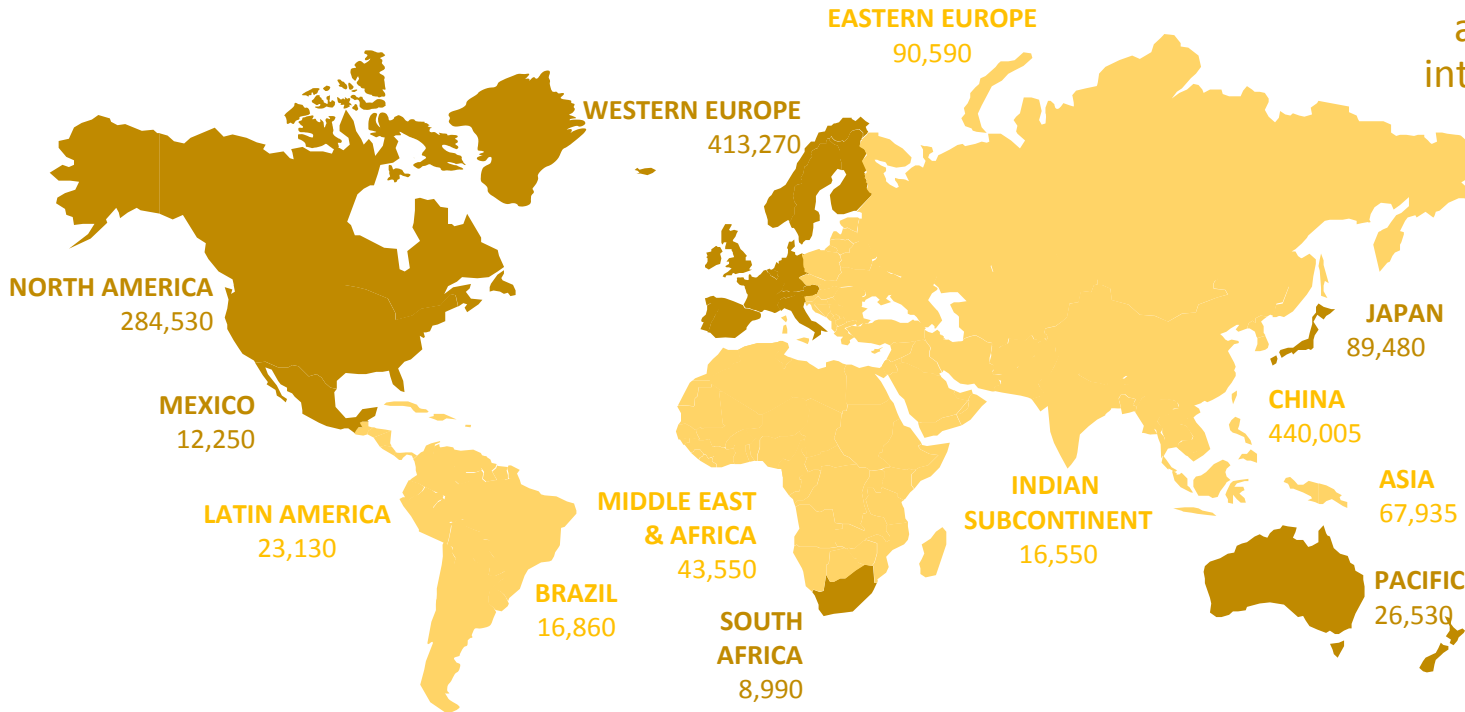 EASTERN EUROPE
90,590
a
int
WESTERN EUROPE
413,270
NORTH AMERICA
284,530
JAPAN
89,480
MEXICO
12,250
CHINA
440,005
LATIN AMERICA
23,130
MIDDLE EAST
& AFRICA
43,550
INDIAN
SUBCONTINENT
16,550
ASIA
67,935
BRAZIL
16,860
PACIFIC
26,530
SOUTH
AFRICA
8,990